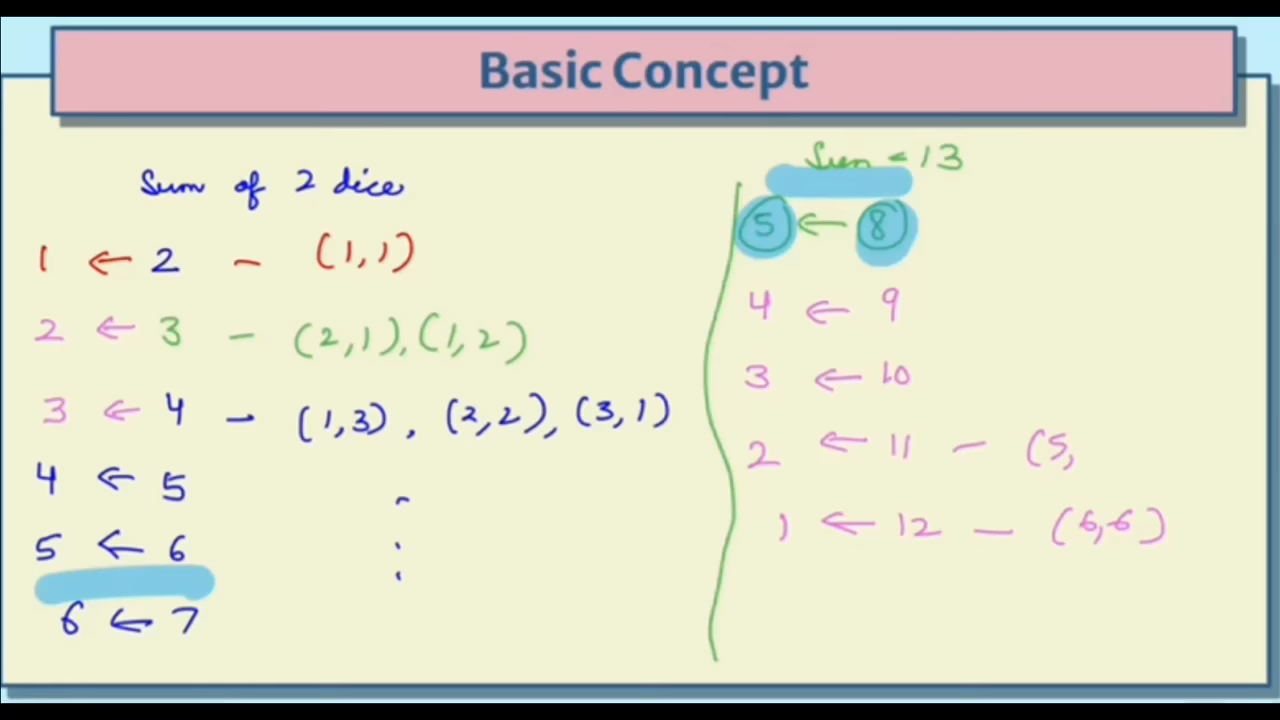 Basic Concept
Sum of 2 dice
1 ← 2 – (1,1)
2 ← 3 – (2,1),(1,2)
3 ← 4 – (1,3), (2,2), (3,1)
4 ← 5
5 ← 6
6 ← 7
Sum = 13
5 ← 8
4 ← 9
3 ← 10
2 ← 11 – (5,
1 ← 12 – (6,6)